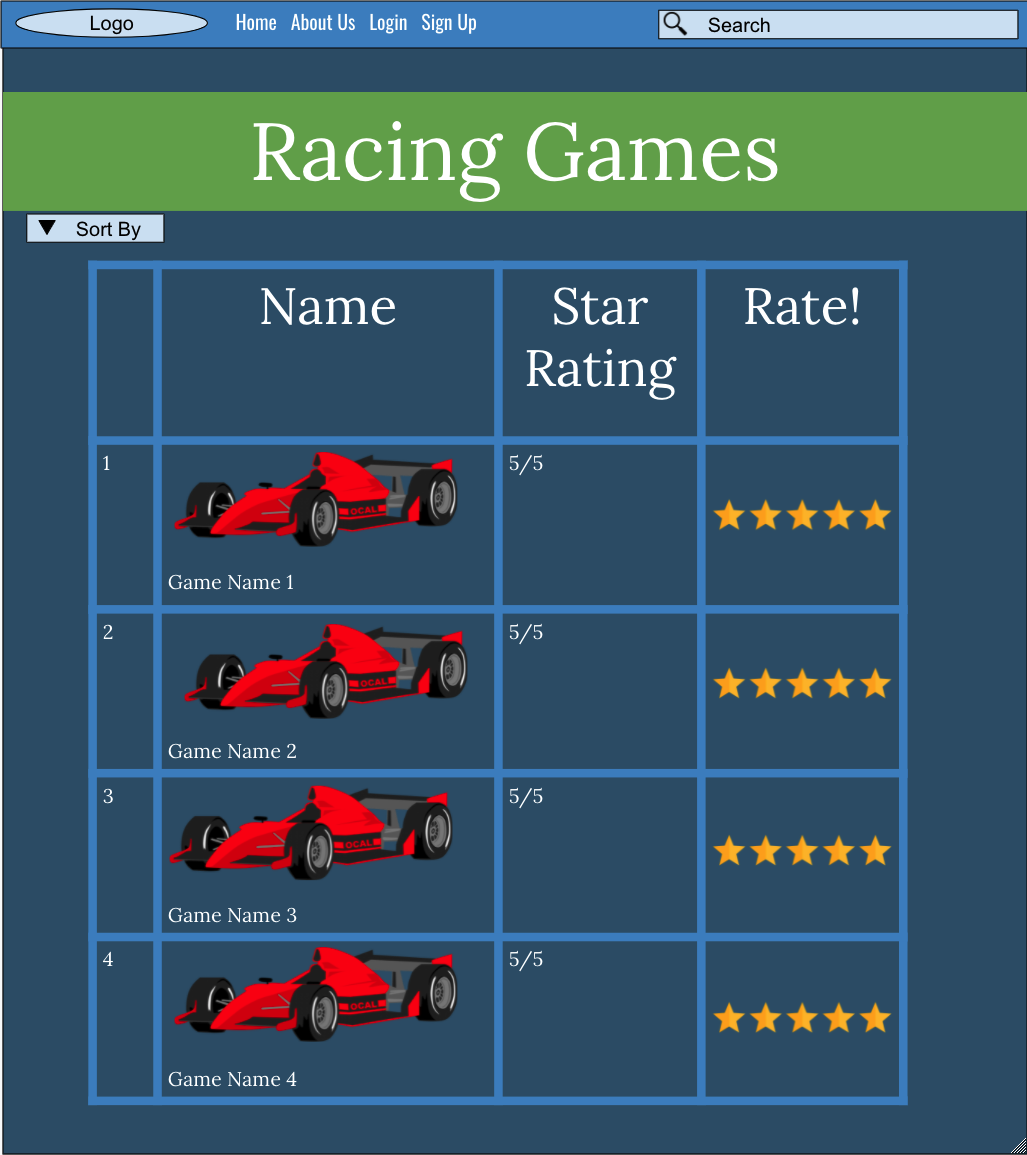 Logo
Home About Us Login Sign Up
Search
Racing Games
Sort By
Name
Star
Rating
Rate!
1
OCAL
Game Name 1
5/5
2
OCAL
Game Name 2
5/5
3
OCAL
Game Name 3
5/5
4
OCAL
Game Name 4
5/5